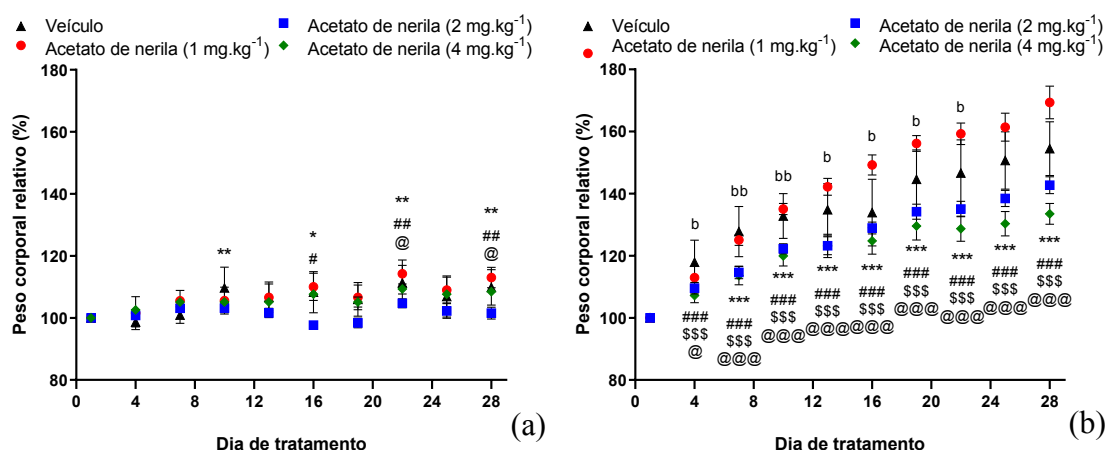 Veículo
Acetato de nerila (2 mg.kg⁻¹)
Acetato de nerila (1 mg.kg⁻¹)
Acetato de nerila (4 mg.kg⁻¹)
Peso corporal relativo (%)
180
160
140
120
100
80
**
*
#
**
##
@
**
##
@
0 4 8 12 16 20 24 28
Dia de tratamento
(a)
Veículo
Acetato de nerila (2 mg.kg⁻¹)
Acetato de nerila (1 mg.kg⁻¹)
Acetato de nerila (4 mg.kg⁻¹)
Peso corporal relativo (%)
180
160
140
120
100
80
b
bb
bb
b
b
b
b
###
$$$
@
***
###
$$$
@@@
***
###
$$$
@@@
***
###
$$$
@@@
***
###
$$$
@@@
***
###
$$$
@@@
***
###
$$$
@@@
***
###
$$$
@@@
***
###
$$$
@@@
0 4 8 12 16 20 24 28
Dia de tratamento
(b)